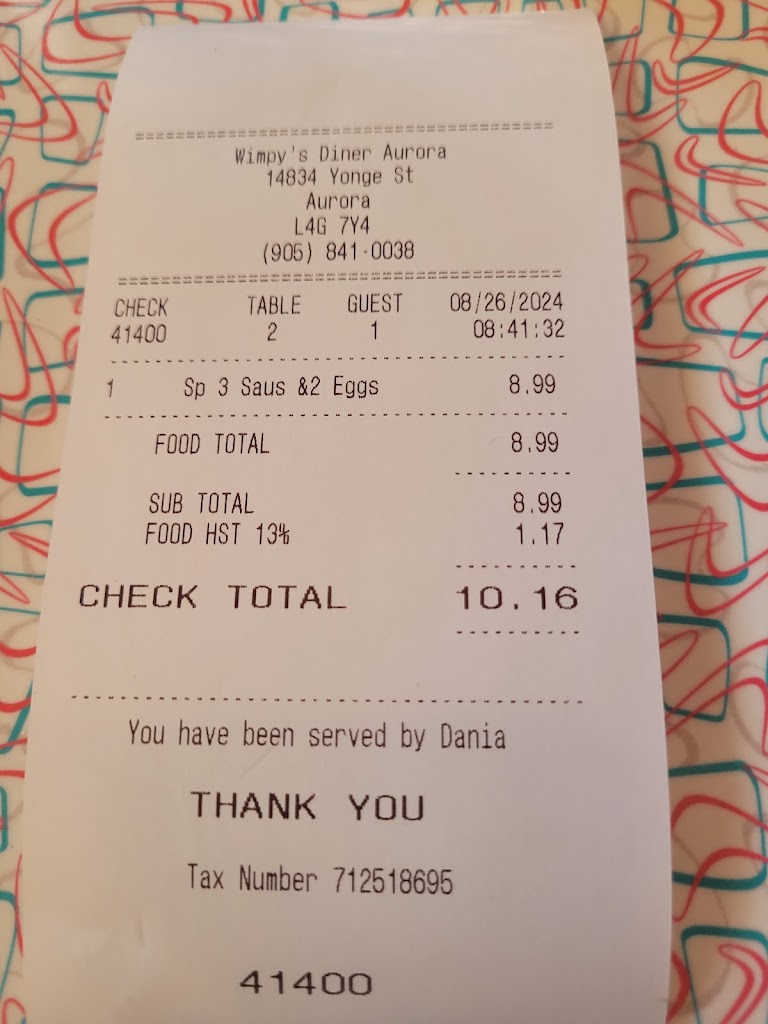 Wimpy's Diner Aurora
14834 Yonge St
Aurora
L4G 7Y4
(905) 841-0038
CHECK TABLE GUEST 08/26/2024
41400 2 1 08:41:32
1 Sp 3 Saus &2 Eggs 8.99
FOOD TOTAL 8.99
SUB TOTAL 8.99
FOOD HST 13% 1.17
CHECK TOTAL 10.16
You have been served by Dania
THANK YOU
Tax Number 712518695
41400